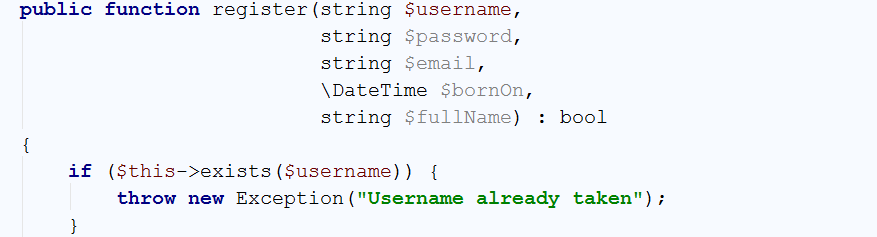 public function register(string $username,
                         string $password,
                         string $email,
                         \DateTime $bornOn,
                         string $fullName) : bool
{
    if ($this->exists($username)) {
        throw new Exception("Username already taken");
    }